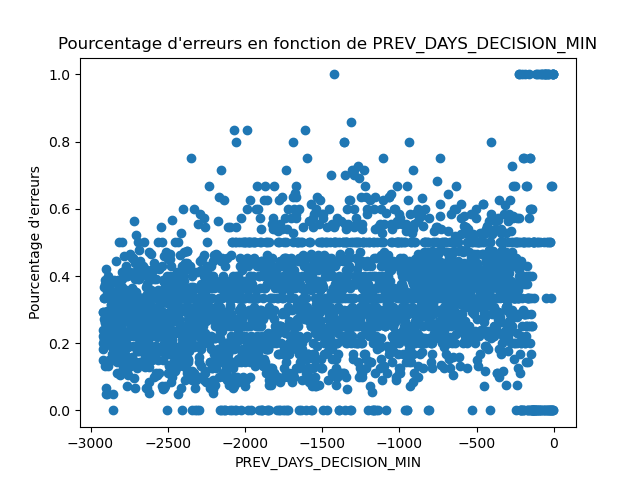 Pourcentage d'erreurs en fonction de PREV_DAYS_DECISION_MIN
1.0
0.8
0.6
0.4
0.2
0.0
Pourcentage d'erreurs
−3000 −2500 −2000 −1500 −1000 −500 0
PREV_DAYS_DECISION_MIN